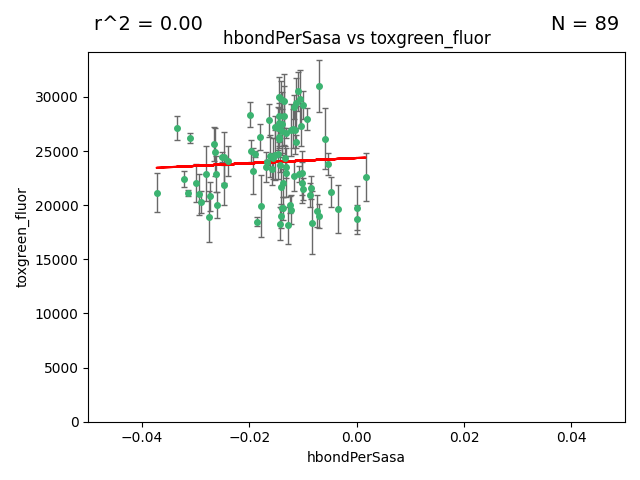 r^2 = 0.00
N = 89
hbondPerSasa vs toxgreen_fluor
toxgreen_fluor
30000
25000
20000
15000
10000
5000
0
−0.04
−0.02
0.00
0.02
0.04
hbondPerSasa